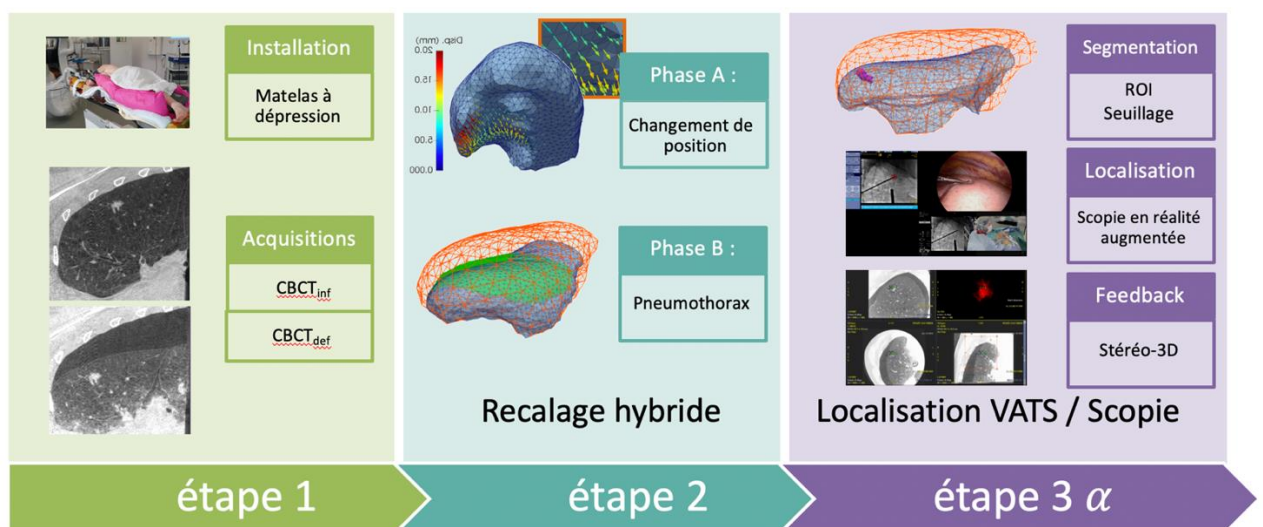 Installation
Matelas à
dépression
Acquisitions
CBCTinf
CBCTdef
étape 1
Disp. (mm)
20.0
15.0
10.0
5.00
0.000
Phase A :
Changement de
position
Phase B :
Pneumothorax
Recalage hybride
étape 2
Segmentation
ROI
Seuillage
Localisation
Scopie en réalité
augmentée
Feedback
Stéréo-3D
Localisation VATS / Scopie
étape 3 α